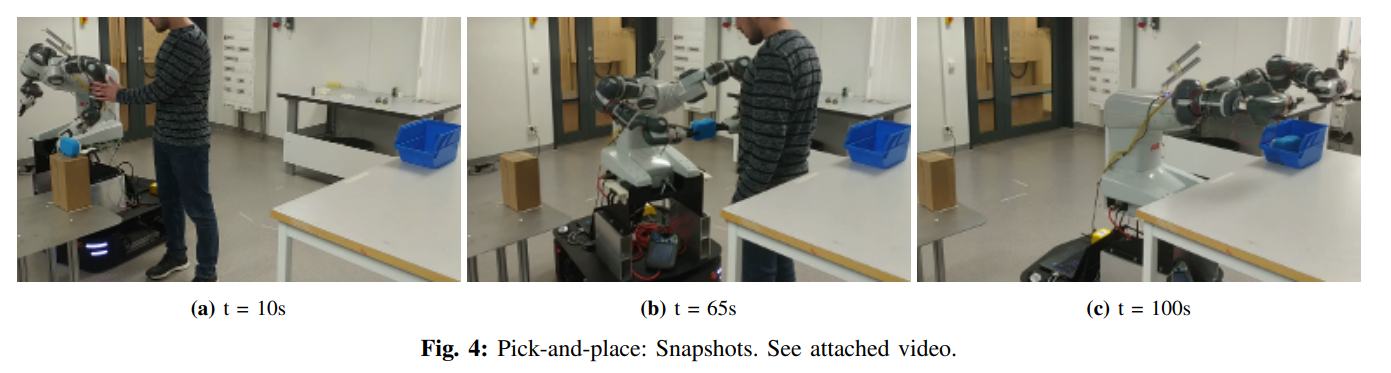 (a) t = 10s
(b) t = 65s
(c) t = 100s
Fig. 4: Pick-and-place: Snapshots. See attached video.